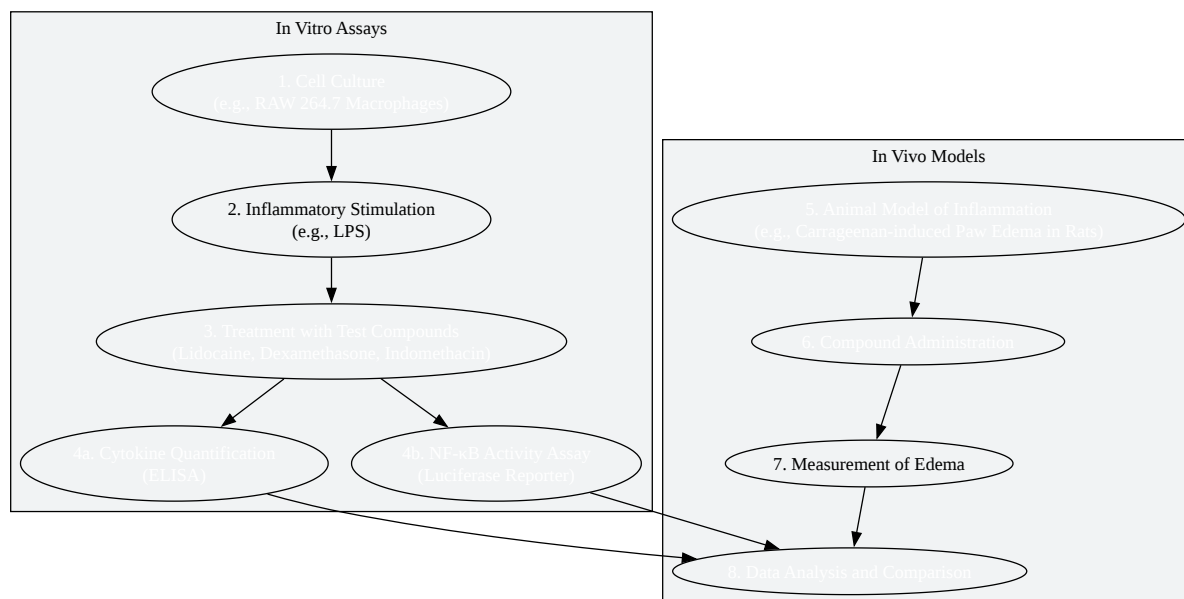 In Vitro Assays
1. Cell Culture
(e.g., RAW 264.7 Macrophages)
2. Inflammatory Stimulation
(e.g., LPS)
3. Treatment with Test Compounds
(Lidocaine, Dexamethasone, Indomethacin)
4a. Cytokine Quantification
(ELISA)
4b. NF-κB Activity Assay
(Luciferase Reporter)
In Vivo Models
5. Animal Model of Inflammation
(e.g., Carrageenan-induced Paw Edema in Rats)
6. Compound Administration
7. Measurement of Edema
8. Data Analysis and Comparison